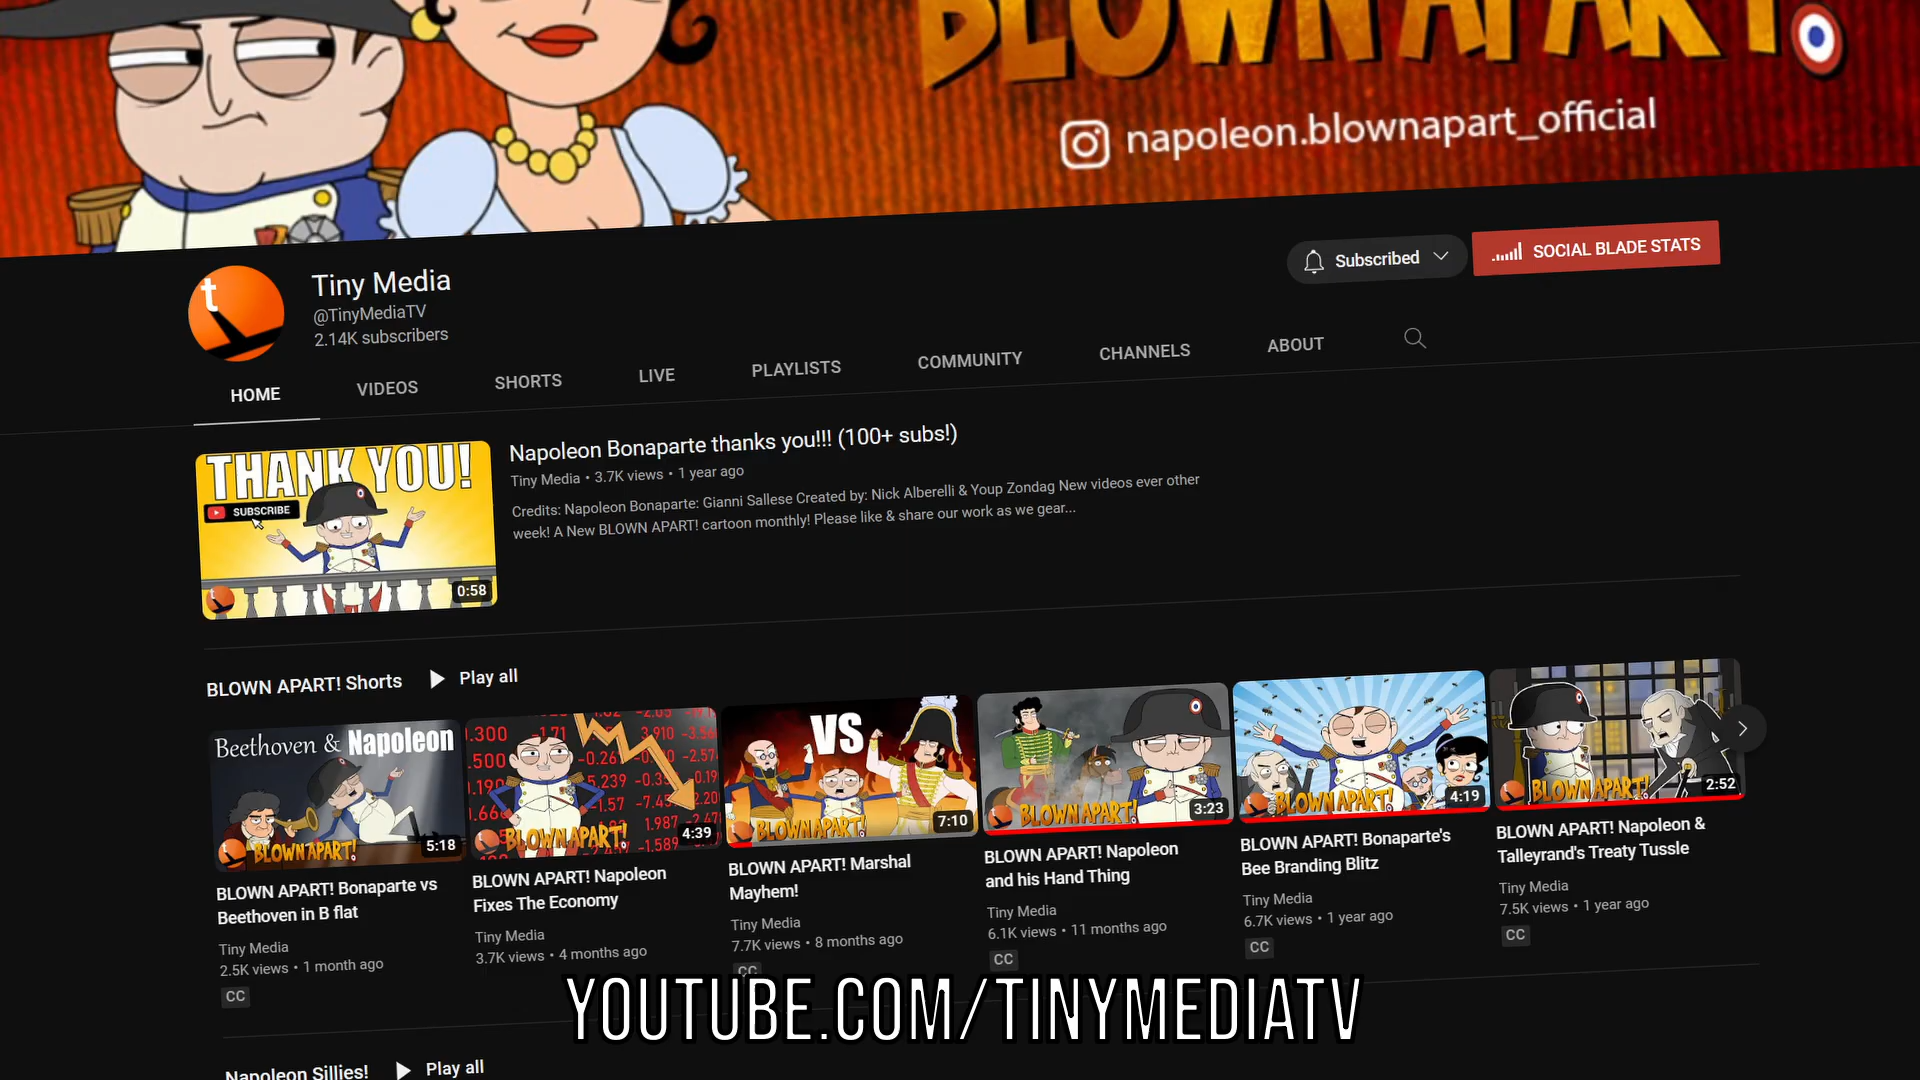 BLOWN APART!
napoleon.blownapart_official
t
Tiny Media
@TinyMediaTV
2.14K subscribers
Subscribed
SOCIAL BLADE STATS
HOME VIDEOS SHORTS LIVE PLAYLISTS COMMUNITY CHANNELS ABOUT
THANK YOU!
SUBSCRIBE
t
0:58
Napoleon Bonaparte thanks you!!! (100+ subs!)
Tiny Media • 3.7K views • 1 year ago
Credits: Napoleon Bonaparte: Gianni Sallese Created by: Nick Alberelli & Youp Zondag New videos ever other
week! A New BLOWN APART! cartoon monthly! Please like & share our work as we gear...
BLOWN APART! Shorts
Play all
Beethoven & Napoleon
BLOWN APART!
5:18
BLOWN APART! Bonaparte vs
Beethoven in B flat
Tiny Media
2.5K views • 1 month ago
CC
BLOWN APART!
4:39
BLOWN APART! Napoleon
Fixes The Economy
Tiny Media
3.7K views • 4 months ago
VS
BLOWN APART!
7:10
BLOWN APART! Marshal
Mayhem!
Tiny Media
7.7K views • 8 months ago
CC
BLOWN APART!
3:23
BLOWN APART! Napoleon
and his Hand Thing
Tiny Media
6.1K views • 11 months ago
CC
BLOWN APART!
4:19
BLOWN APART! Bonaparte's
Bee Branding Blitz
Tiny Media
6.7K views • 1 year ago
CC
BLOWN APART!
2:52
BLOWN APART! Napoleon &
Talleyrand's Treaty Tussle
Tiny Media
7.5K views • 1 year ago
CC
YOUTUBE.COM/TINYMEDIATV
Napoleon Sillies!
Play all